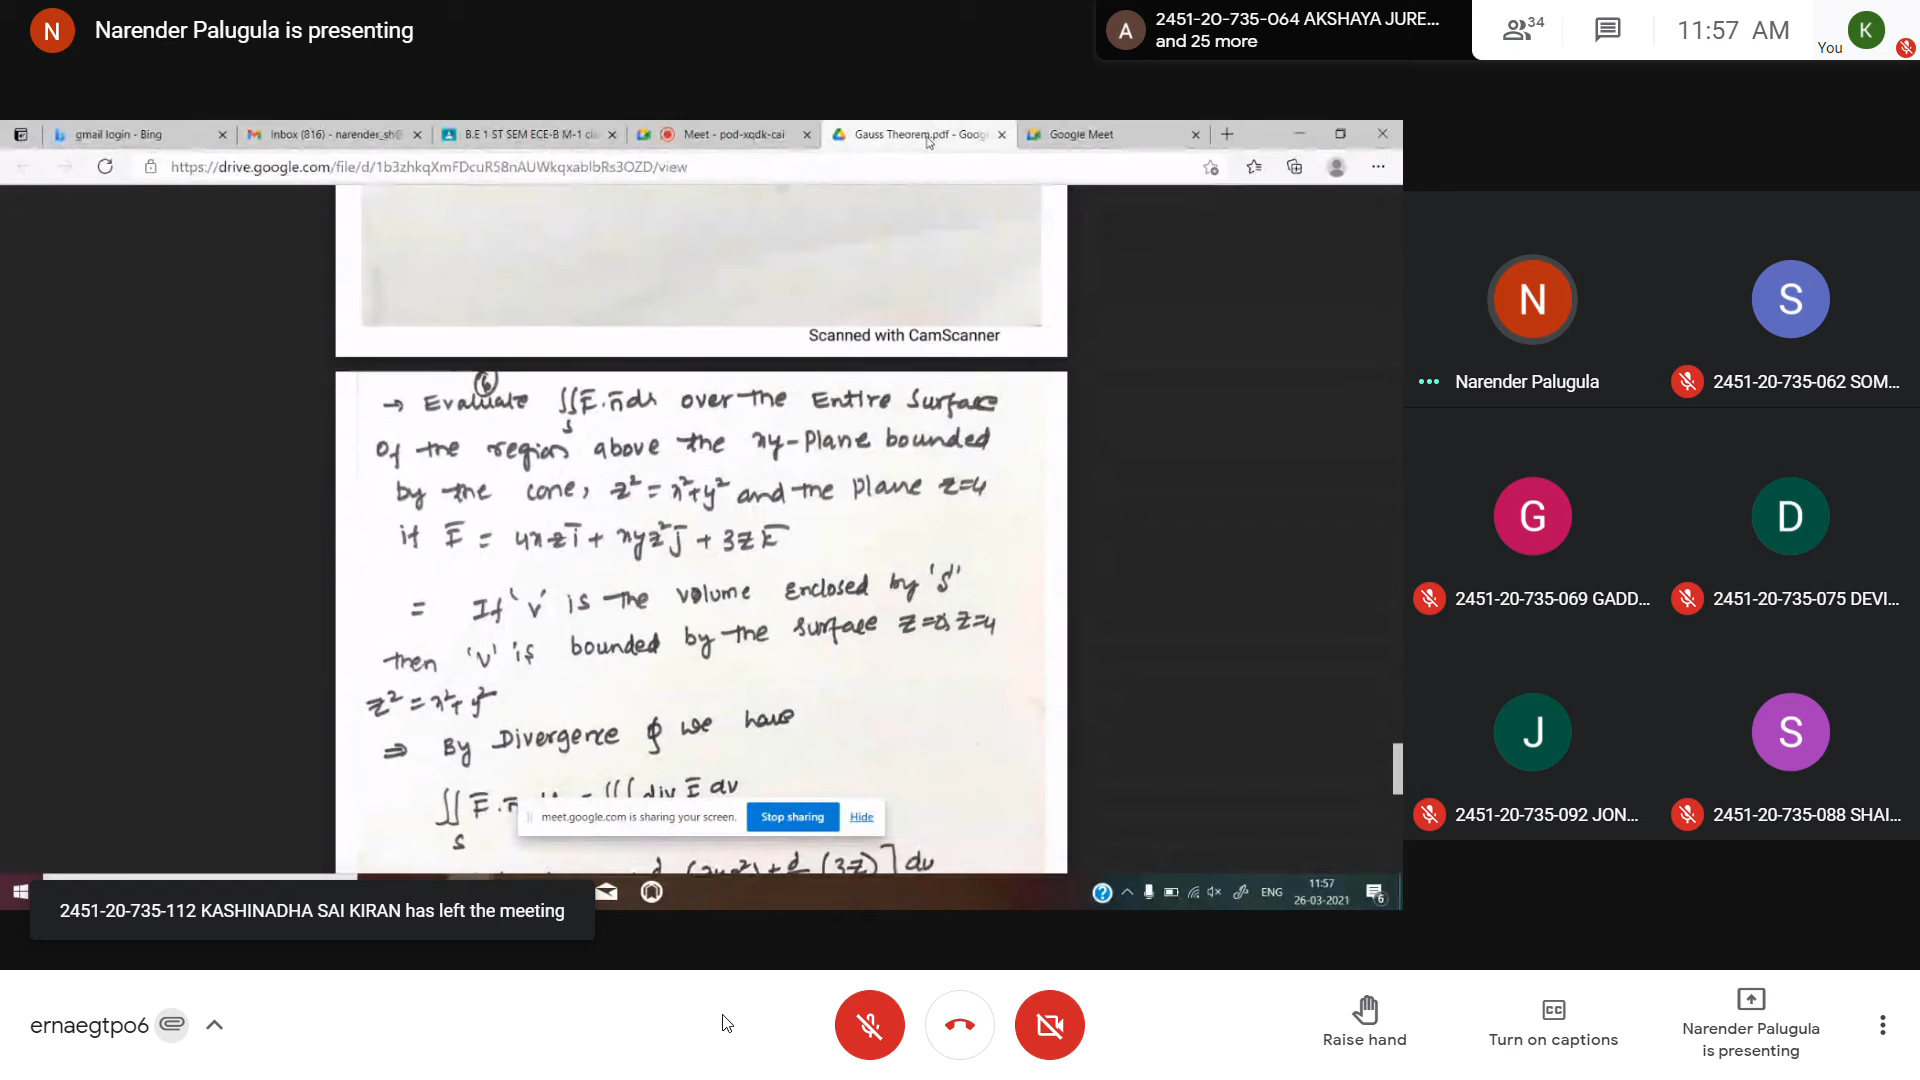 N Narender Palugula is presenting
A 2451-20-735-064 AKSHAYA JURE...
and 25 more
34
11:57 AM
You K
gmail login - Bing
Inbox (816) - narender_sh@
B.E 1 ST SEM ECE-B M-1 cla
Meet - pod-xqdk-cai
Gauss Theorem.pdf - Googl
Google Meet
https://drive.google.com/file/d/1b3zhkqXmFDcuR58nAUWkqxablbRs3OZD/view
Scanned with CamScanner
6
→ Evaluate ∬ F̄.n̄ds over the Entire Surface
S
Of the region above the xy-Plane bounded
by the cone, z² = x²+y² and the plane z=4
if F̄ = 4xzī + xyz²j̄ + 3zk̄
= If 'v' is the volume Enclosed by 'S'
then 'v' is bounded by the surface z=0, z=4
z² = x²+y²
⇒ By Divergence we have
∬ F̄.n = ∭ div F̄ dv
S
(3z)] dv
meet.google.com is sharing your screen. Stop sharing Hide
ENG
11:57
26-03-2021
6
2451-20-735-112 KASHINADHA SAI KIRAN has left the meeting
N
Narender Palugula
S
2451-20-735-062 SOM...
G
2451-20-735-069 GADD...
D
2451-20-735-075 DEVI...
J
2451-20-735-092 JON...
S
2451-20-735-088 SHAI...
ernaegtpo6
Raise hand
Turn on captions
Narender Palugula
is presenting